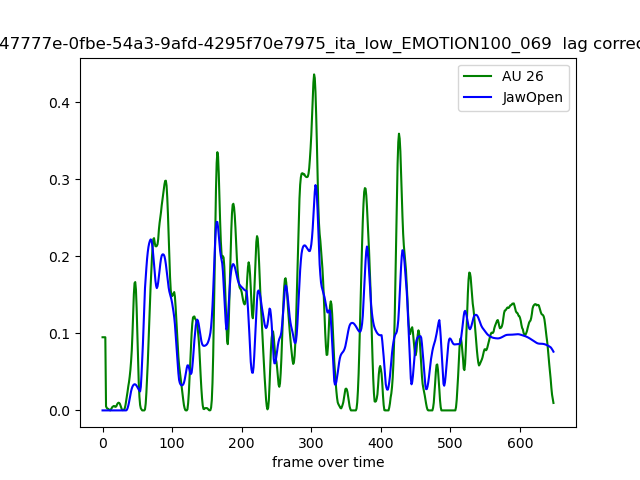 47777e-0fbe-54a3-9afd-4295f70e7975_ita_low_EMOTION100_069 lag correc
AU 26
JawOpen
0.4
0.3
0.2
0.1
0.0
0 100 200 300 400 500 600
frame over time